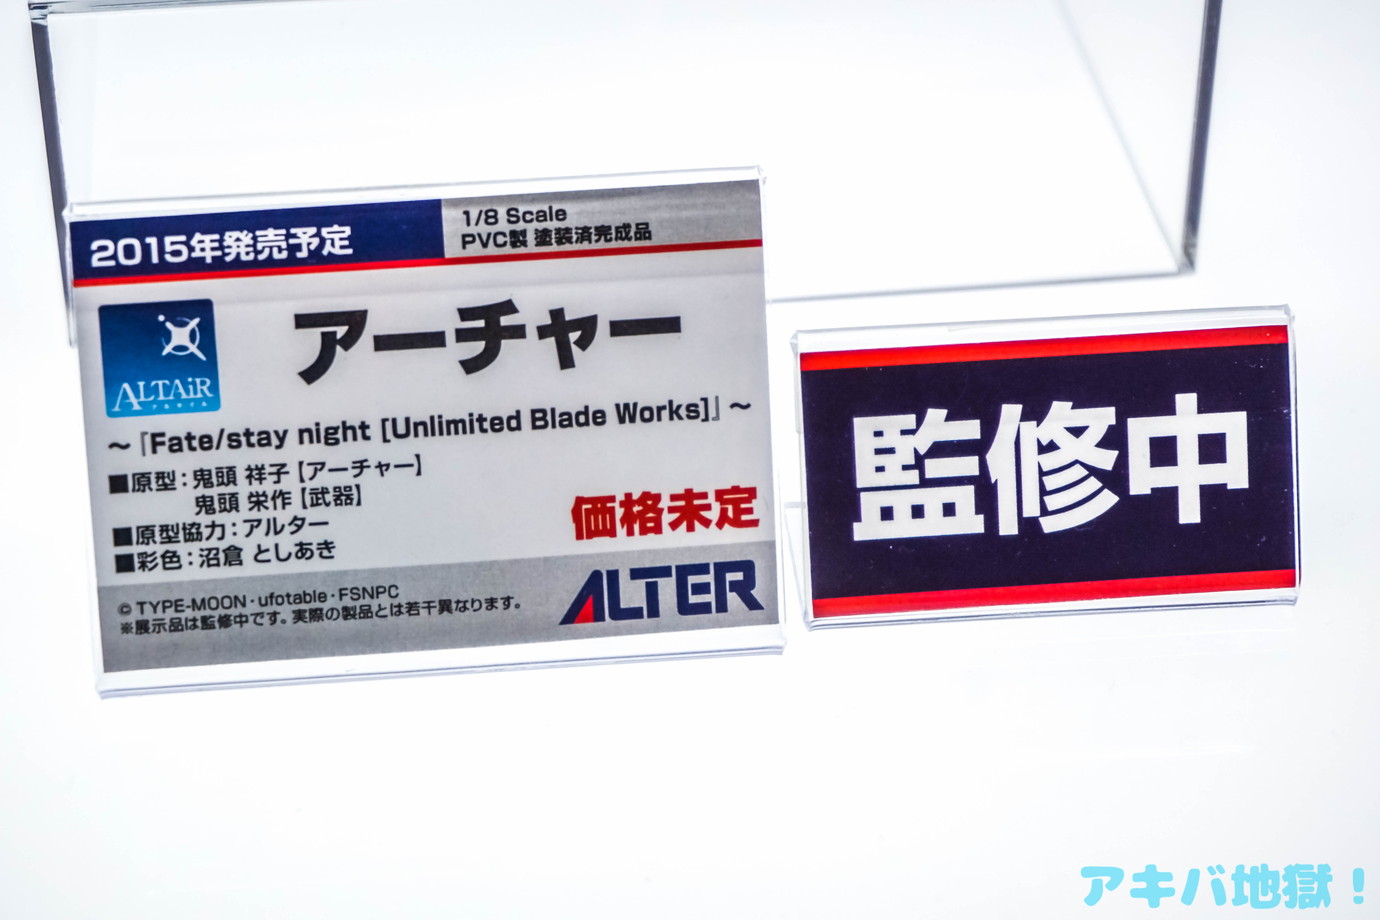 2015年発売予定
1/8 Scale
PVC製 塗装済完成品
ALTAiR
アルタイル
アーチャー
～『Fate/stay night [Unlimited Blade Works]』～
■原型：鬼頭 祥子【アーチャー】
鬼頭 栄作【武器】
■原型協力：アルター
■彩色：沼倉 としあき
価格未定
© TYPE-MOON・ufotable・FSNPC
※展示品は監修中です。実際の製品とは若干異なります。
ALTER
監修中
アキバ地獄！